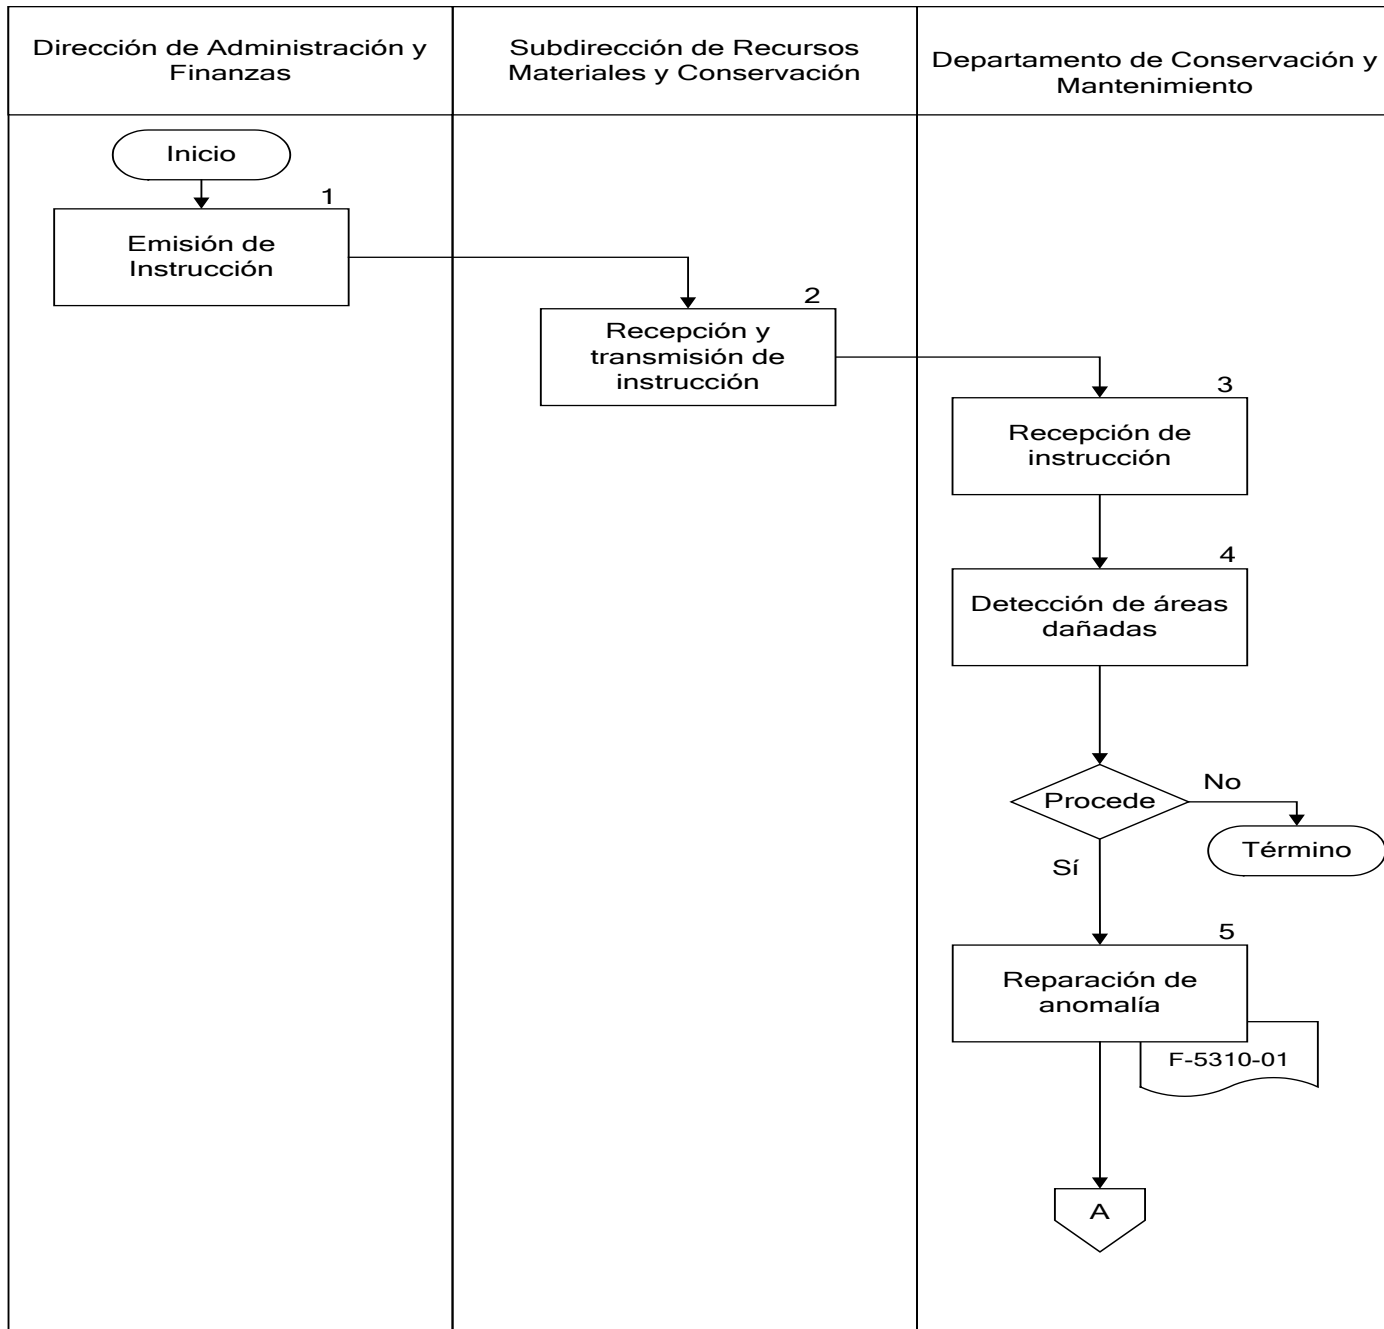 Dirección de Administración y
Finanzas
Subdirección de Recursos
Materiales y Conservación
Departamento de Conservación y
Mantenimiento
Inicio
1
Emisión de
Instrucción
2
Recepción y
transmisión de
instrucción
3
Recepción de
instrucción
4
Detección de áreas
dañadas
Procede
No
Término
Sí
5
Reparación de
anomalía
F-5310-01
A